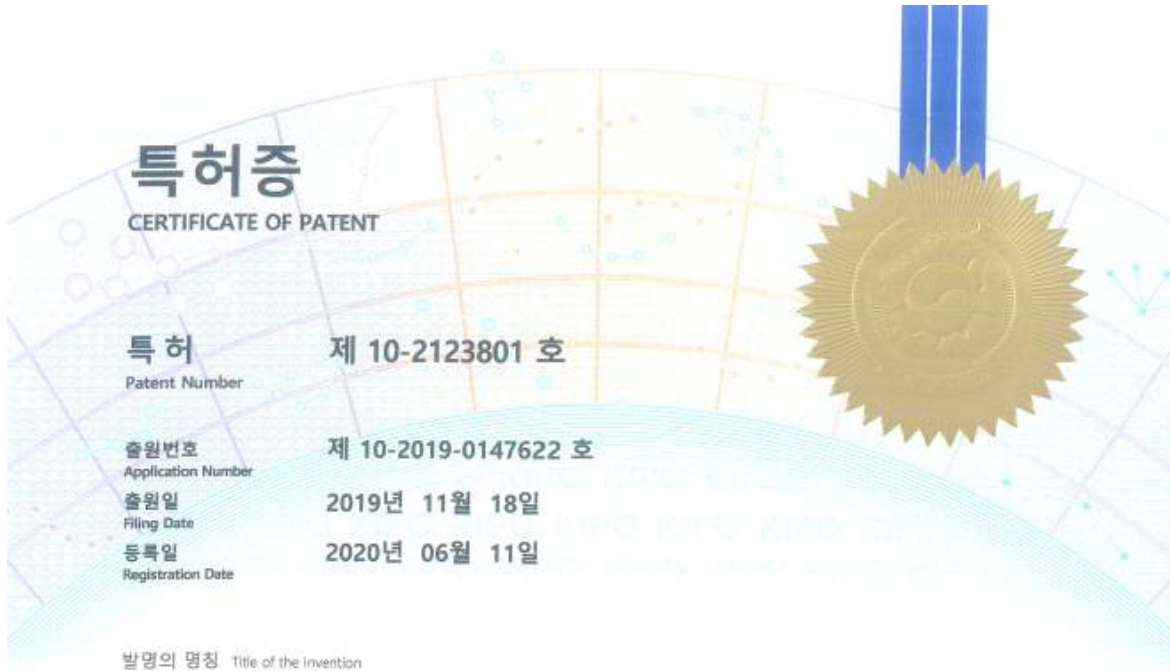 특허증
CERTIFICATE OF PATENT
특 허 제 10-2123801 호
Patent Number
출원번호 제 10-2019-0147622 호
Application Number
출원일 2019년 11월 18일
Filing Date
등록일 2020년 06월 11일
Registration Date
발명의 명칭 Title of the Invention